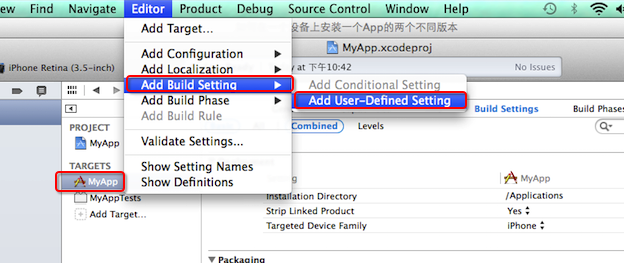 ew Find Navigate Editor Product Debug Source Control Window Help
设备上安装一个App的两个不同版本
MyApp.xcodeproj
iPhone Retina (3.5-inch)
y at 下午10:42
No Issues
Add Target...
Add Configuration
Add Localization
Add Build Setting
Add Build Phase
Add Build Rule
Validate Settings...
Show Setting Names
Show Definitions
Add Conditional Setting
Add User-Defined Setting
PROJECT
MyApp
TARGETS
MyApp
MyAppTests
Add Target...
Build Settings
Build Phases
Combined
Levels
MyApp
Installation Directory
/Applications
Strip Linked Product
Yes
Targeted Device Family
iPhone
Packaging